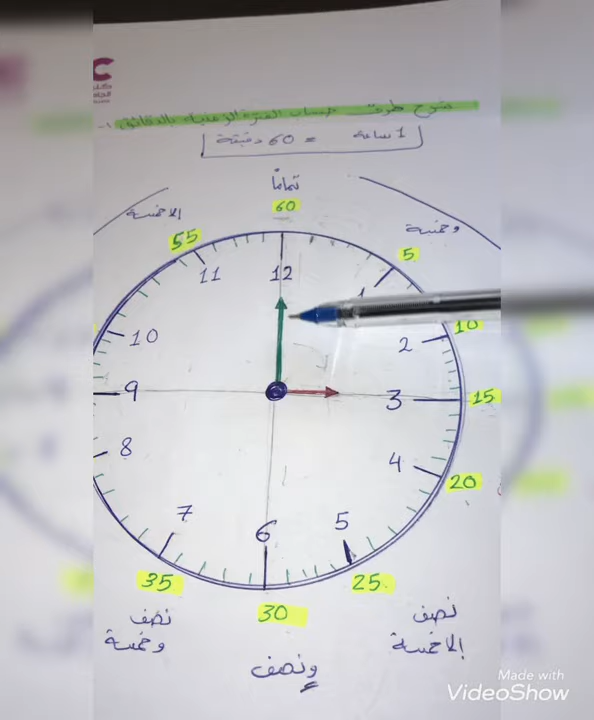 شرح طريقة حساب الفترة الزمنية بالدقائق -١
1 ساعة = 60 دقيقة
تماماً
60
الا خمسة
وخمسة
55
5
12
11
1
10
10
2
9
3
15
8
4
20
7
5
6
35
25
30
نصف وخمسة
نصف الا خمسة
ونصف
Made with
VideoShow